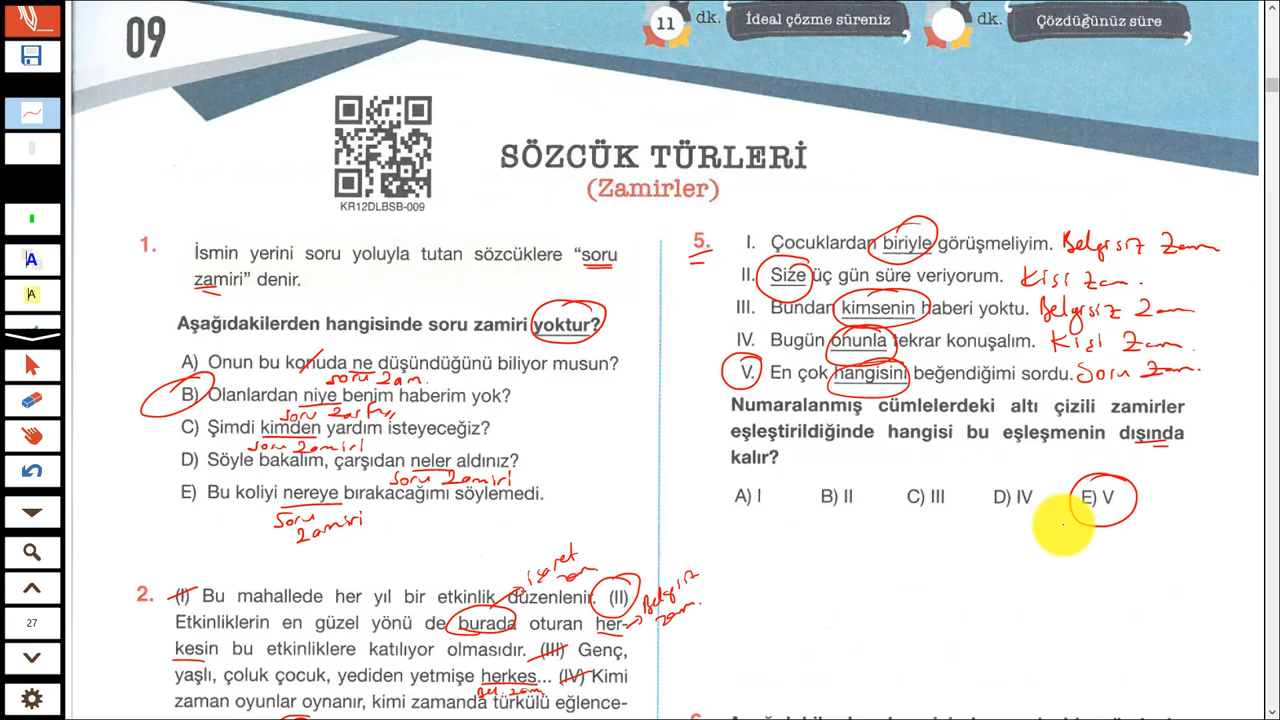 09
11 dk. İdeal çözme süreniz
dk. Çözdüğünüz süre
KR12DLBSB-009
SÖZCÜK TÜRLERİ
(Zamirler)
1.
İsmin yerini soru yoluyla tutan sözcüklere “soru
zamiri” denir.
Aşağıdakilerden hangisinde soru zamiri yoktur?
A) Onun bu konuda ne düşündüğünü biliyor musun?
soru zam.
B) Olanlardan niye benim haberim yok?
soru zarfı
C) Şimdi kimden yardım isteyeceğiz?
soru zamiri
D) Söyle bakalım, çarşıdan neler aldınız?
soru zamiri
E) Bu koliyi nereye bırakacağımı söylemedi.
soru
zamiri
işaret
zam
2. (I) Bu mahallede her yıl bir etkinlik düzenlenir. (II)
Belgisiz
zam.
Etkinliklerin en güzel yönü de burada oturan her-
kesin bu etkinliklere katılıyor olmasıdır. (III) Genç,
yaşlı, çoluk çocuk, yediden yetmişe herkes... (IV) Kimi
Bel. zam.
zaman oyunlar oynanır, kimi zamanda türkülü eğlence-
5.
I. Çocuklardan biriyle görüşmeliyim. Belgisiz Zam
II. Size üç gün süre veriyorum. Kişi Zam.
III. Bundan kimsenin haberi yoktu. Belgisiz Zam
IV. Bugün onunla tekrar konuşalım. Kişi Zam.
V. En çok hangisini beğendiğimi sordu. Soru Zam.
Numaralanmış cümlelerdeki altı çizili zamirler
eşleştirildiğinde hangisi bu eşleşmenin dışında
kalır?
A) I B) II C) III D) IV E) V
A
A
27